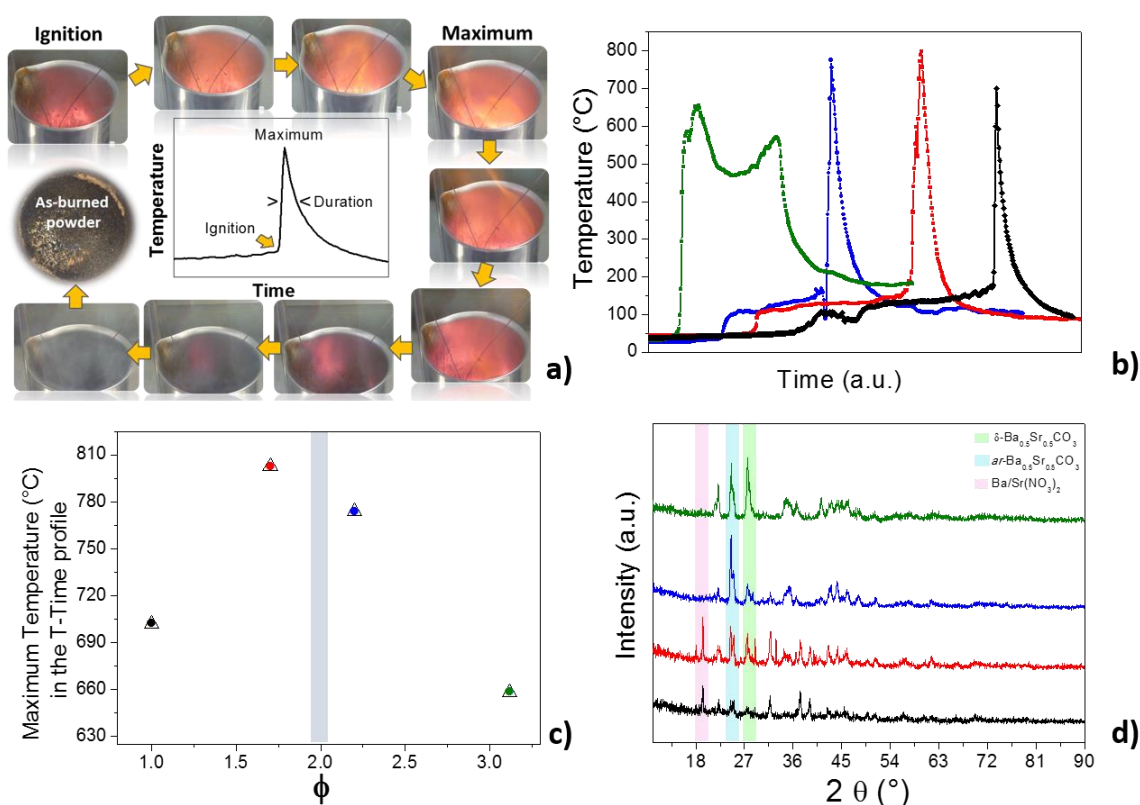 Ignition
Maximum
Maximum
Temperature
> < Duration
Ignition
Time
As-burned
powder
a)
Temperature (°C)
800
700
600
500
400
300
200
100
0
Time (a.u.)
b)
Maximum Temperature (°C)
in the T-Time profile
810
780
750
720
690
660
630
1.0 1.5 2.0 2.5 3.0
ϕ
c)
Intensity (a.u.)
δ-Ba0.5Sr0.5CO3
ar-Ba0.5Sr0.5CO3
Ba/Sr(NO3)2
18 27 36 45 54 63 72 81 90
2 θ (°)
d)